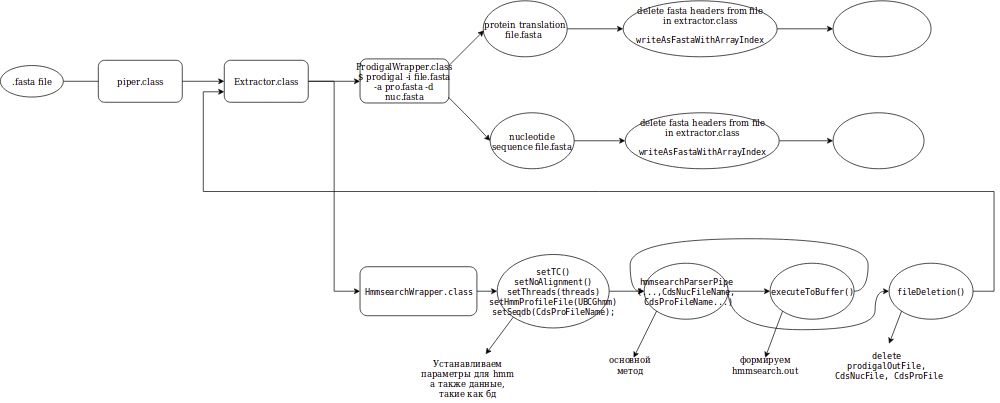 protein translation
file.fasta
delete fasta headers from file
in extractor.class
writeAsFastaWithArrayIndex
.fasta file
piper.class
Extractor.class
ProdigalWrapper.class
$ prodigal -i file.fasta
-a pro.fasta -d
nuc.fasta
nucleotide
sequence file.fasta
delete fasta headers from file
in extractor.class
writeAsFastaWithArrayIndex
HmmsearchWrapper.class
setTC()
setNoAlignment()
setThreads(threads)
setHmmProfileFile(UBCGhmm)
setSeqdb(CdsProFileName);
hmmsearchParserPipe
(..,CdsNucFileName,
CdsProFileName...)
executeToBuffer()
fileDeletion()
Устанавливаем
параметры для hmm
а также данные,
такие как бд
основной
метод
формируем
hmmsearch.out
delete
prodigalOutFile,
CdsNucFile, CdsProFile